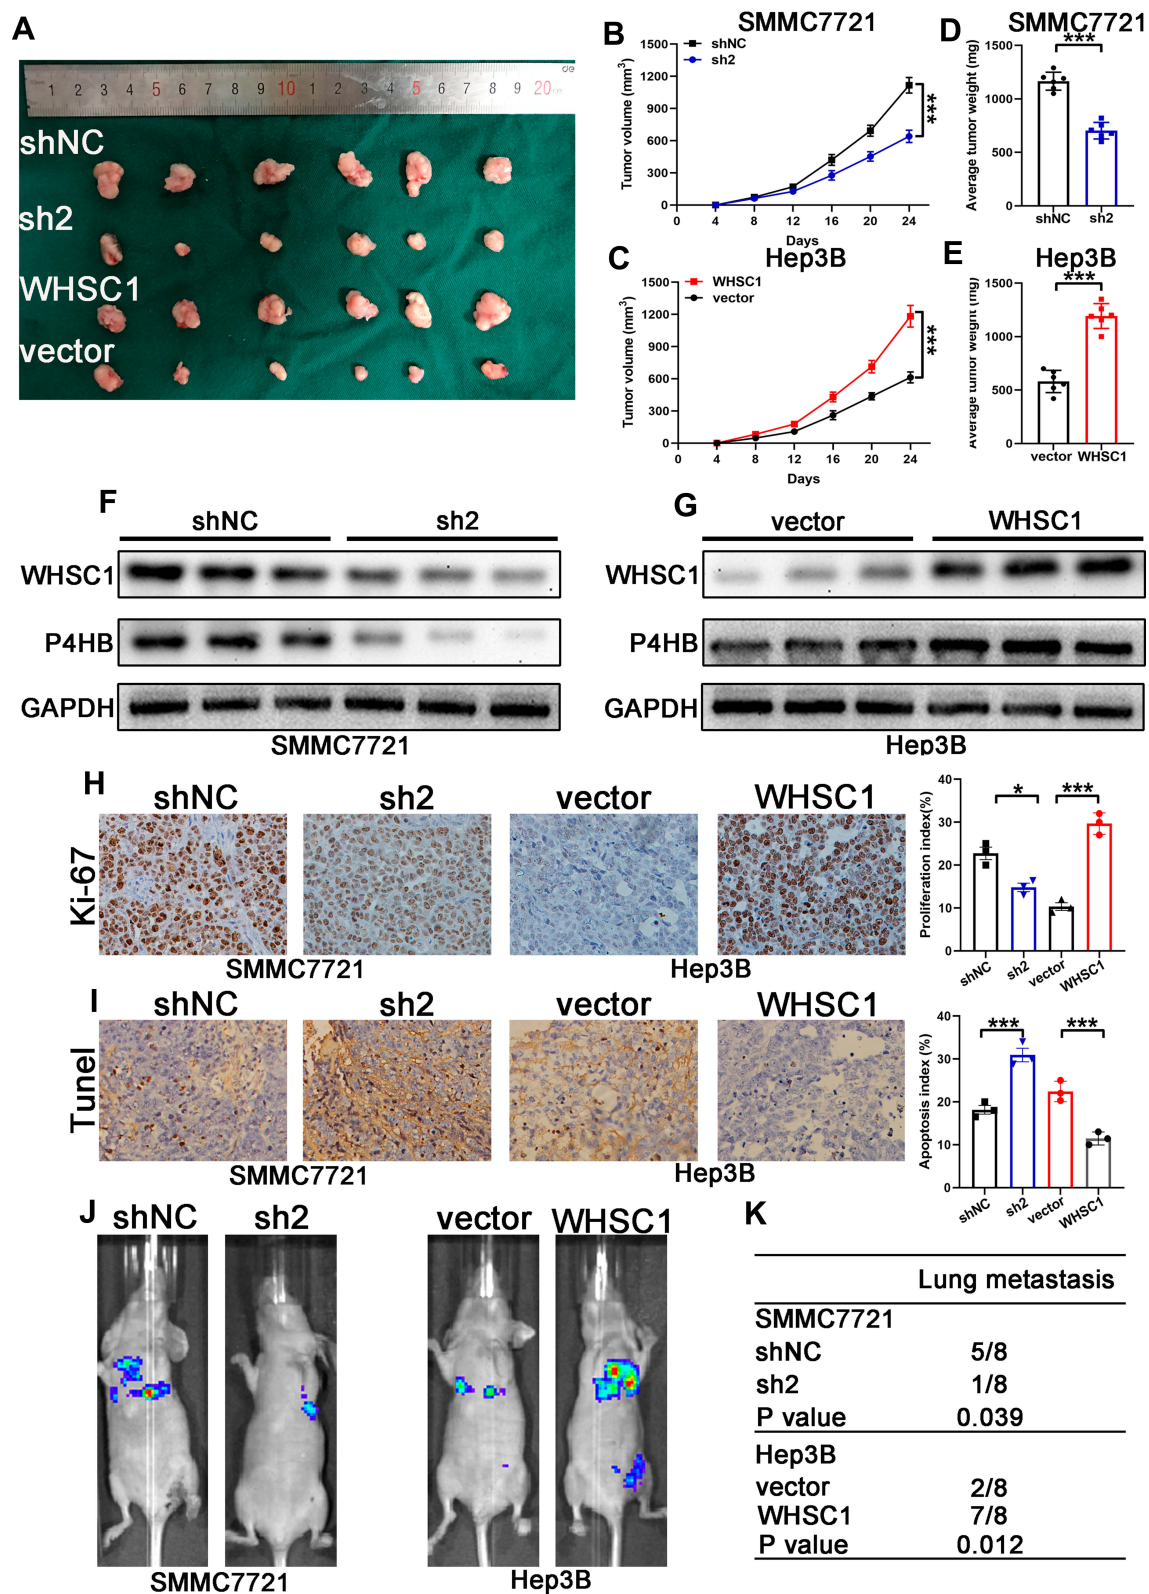 A
1 2 3 4 5 6 7 8 9 10 1 2 3 4 5 6 7 8 9 20
shNC
sh2
WHSC1
vector
B
SMMC7721
shNC
sh2
Tumor volume (mm³)
1500
1200
900
600
300
0
0 4 8 12 16 20 24
Days
***
D
SMMC7721
***
Average tumor weight (mg)
1500
1000
500
0
shNC sh2
C
Hep3B
WHSC1
vector
Tumor volume (mm³)
1500
1200
900
600
300
0
0 4 8 12 16 20 24
Days
***
E
Hep3B
***
Average tumor weight (mg)
1500
1000
500
0
vector WHSC1
F
shNC sh2
WHSC1
P4HB
GAPDH
SMMC7721
G
vector WHSC1
WHSC1
P4HB
GAPDH
Hep3B
H
shNC sh2 vector WHSC1
Ki-67
SMMC7721 Hep3B
Proliferation index(%)
40
30
20
10
0
* ***
shNC sh2 vector WHSC1
I
shNC sh2 vector WHSC1
Tunel
SMMC7721 Hep3B
Apoptosis index (%)
40
30
20
10
0
*** ***
shNC sh2 vector WHSC1
J
shNC sh2 vector WHSC1
SMMC7721 Hep3B
K
Lung metastasis
SMMC7721
shNC 5/8
sh2 1/8
P value 0.039
Hep3B
vector 2/8
WHSC1 7/8
P value 0.012